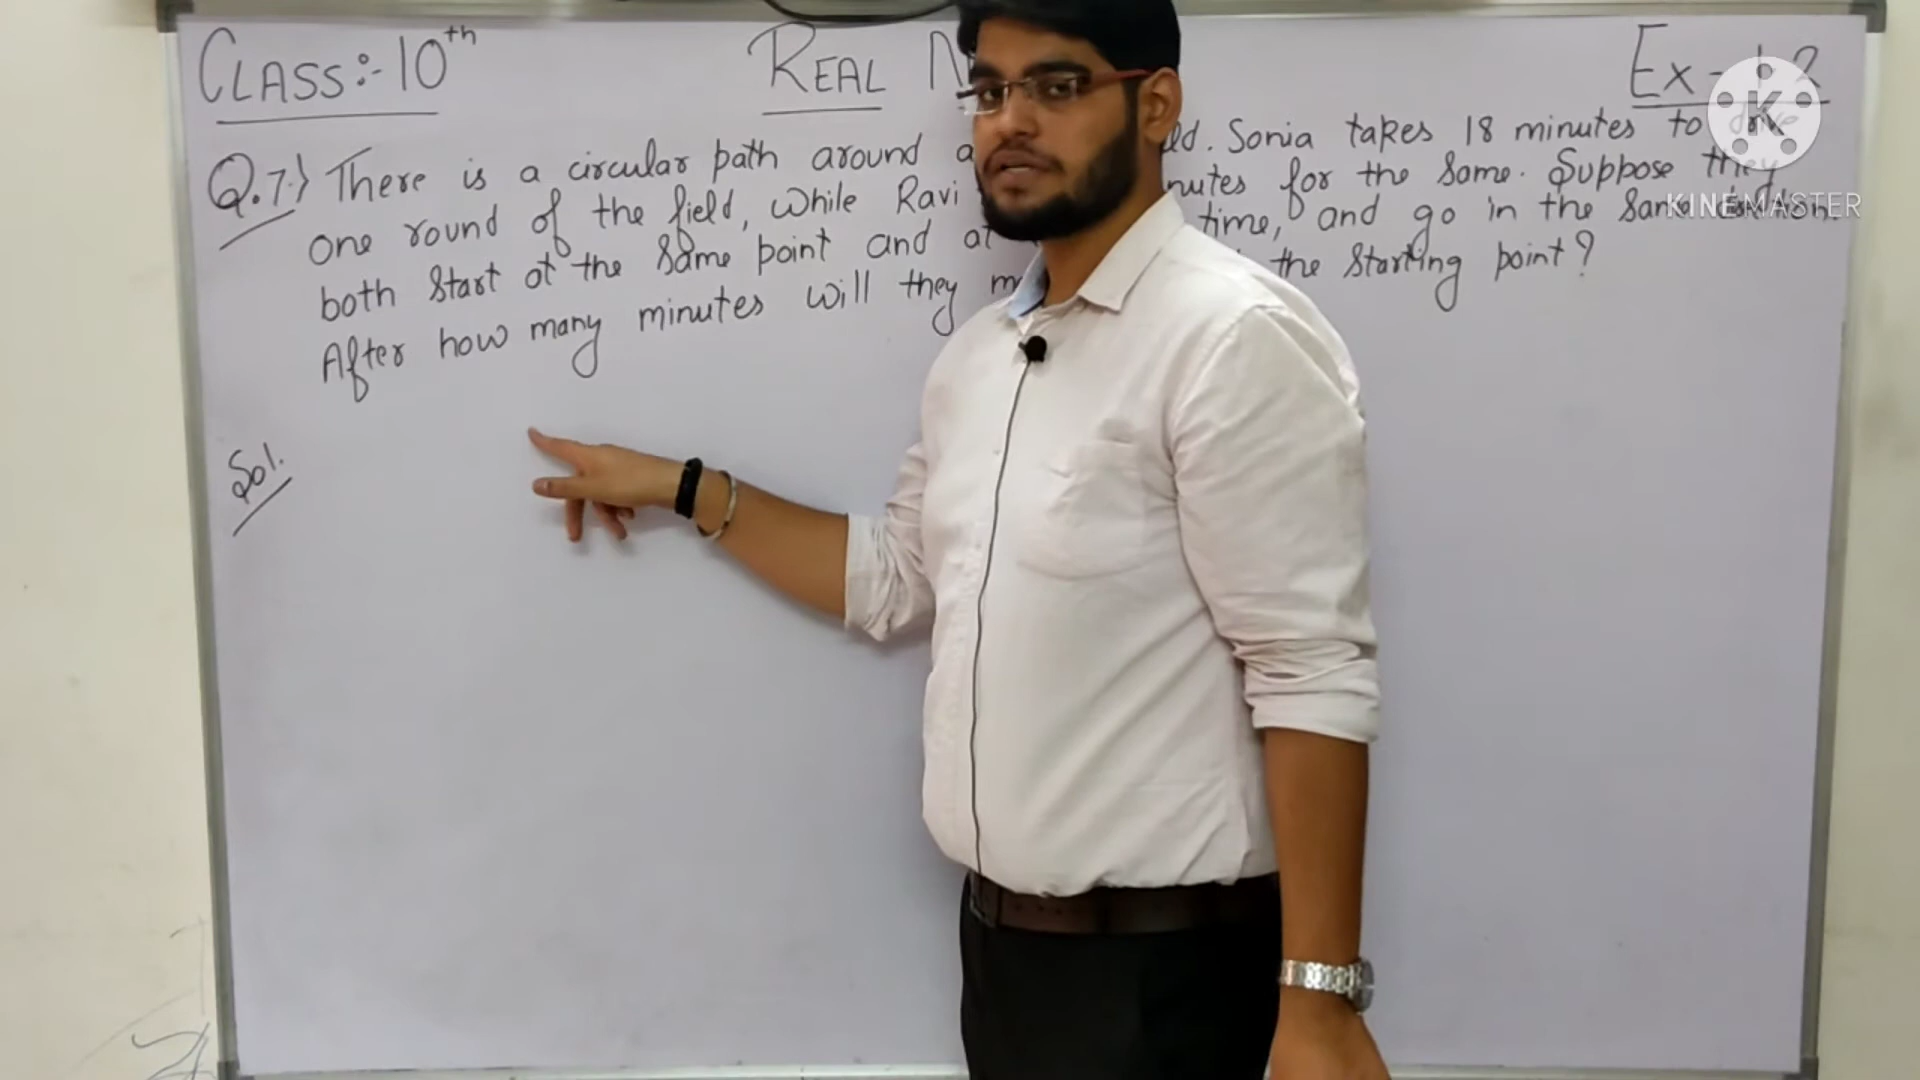 CLASS:-10th REAL Ex-
Q.7.) There is a circular path around a ld. Sonia takes 18 minutes to drive
one round of the field, while Ravi nutes for the same. Suppose they
both start at the same point and at time, and go in the same
After how many minutes will they m the starting point?
Sol.
K
KINEMASTER